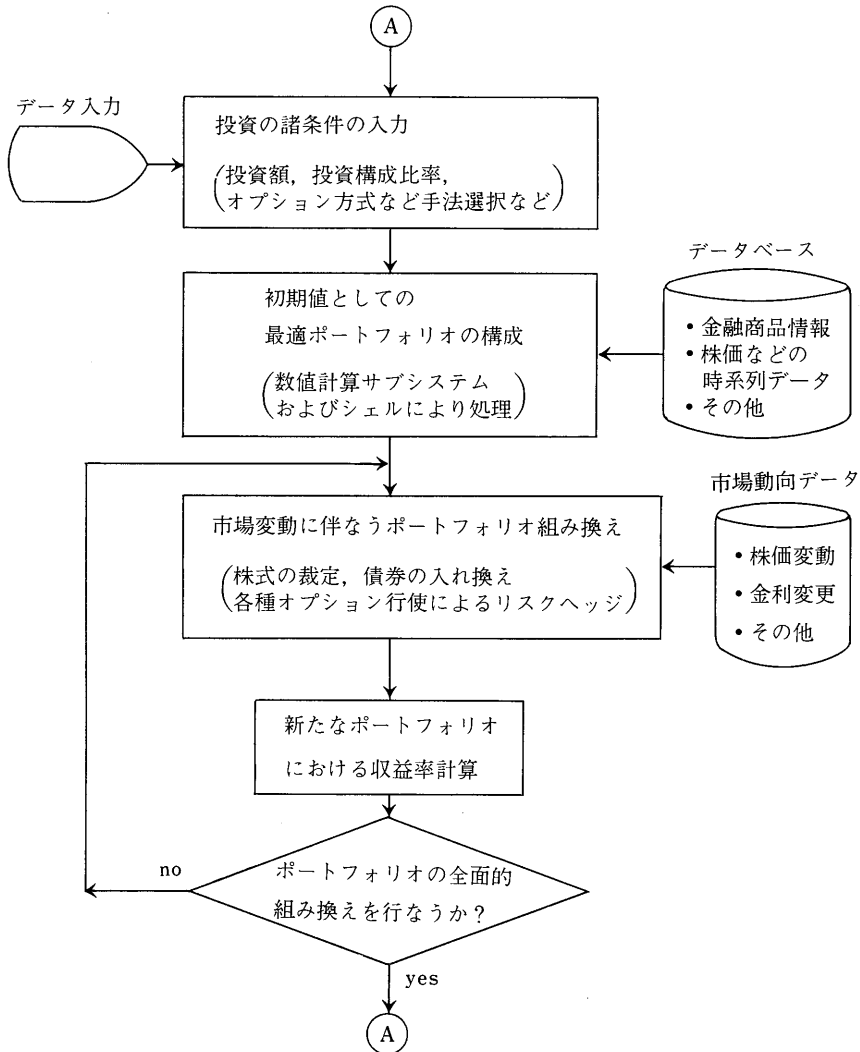 A
データ入力
投資の諸条件の入力
(投資額，投資構成比率，
オプション方式など手法選択など)
データベース
初期値としての
最適ポートフォリオの構成
(数値計算サブシステム
およびシェルにより処理)
・金融商品情報
・株価などの
時系列データ
・その他
市場動向データ
市場変動に伴なうポートフォリオ組み換え
(株式の裁定，債券の入れ換え
各種オプション行使によるリスクヘッジ)
・株価変動
・金利変更
・その他
新たなポートフォリオ
における収益率計算
no
ポートフォリオの全面的
組み換えを行なうか？
yes
A